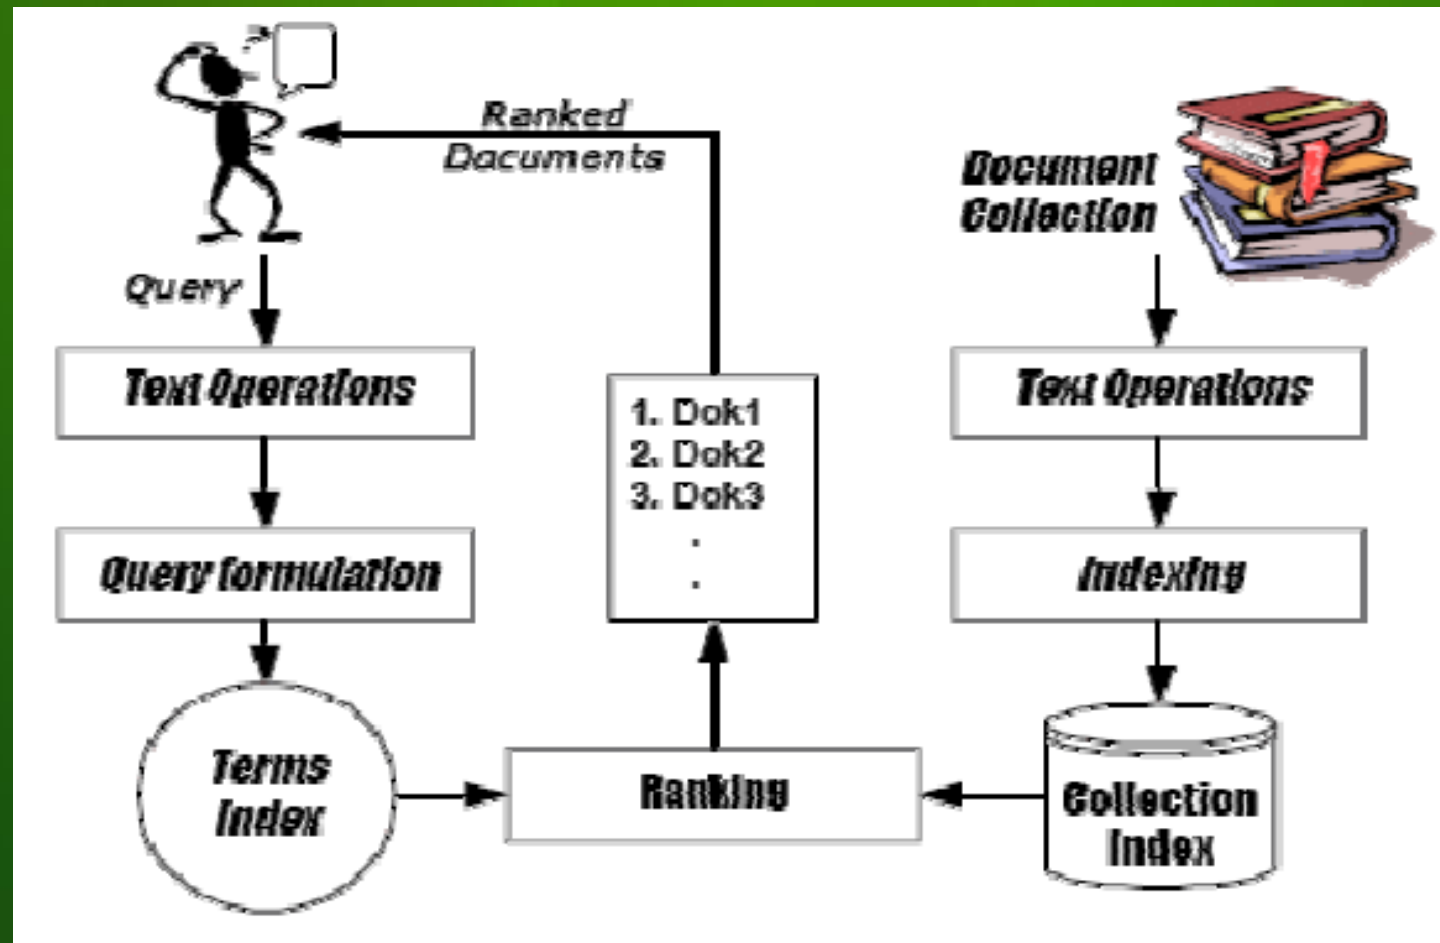 Ranked
Documents
Document
Collection
Query
Text Operations
Text Operations
1. Dok1
2. Dok2
3. Dok3
.
.
Query formulation
Indexing
Terms
Index
Ranking
Collection
Index